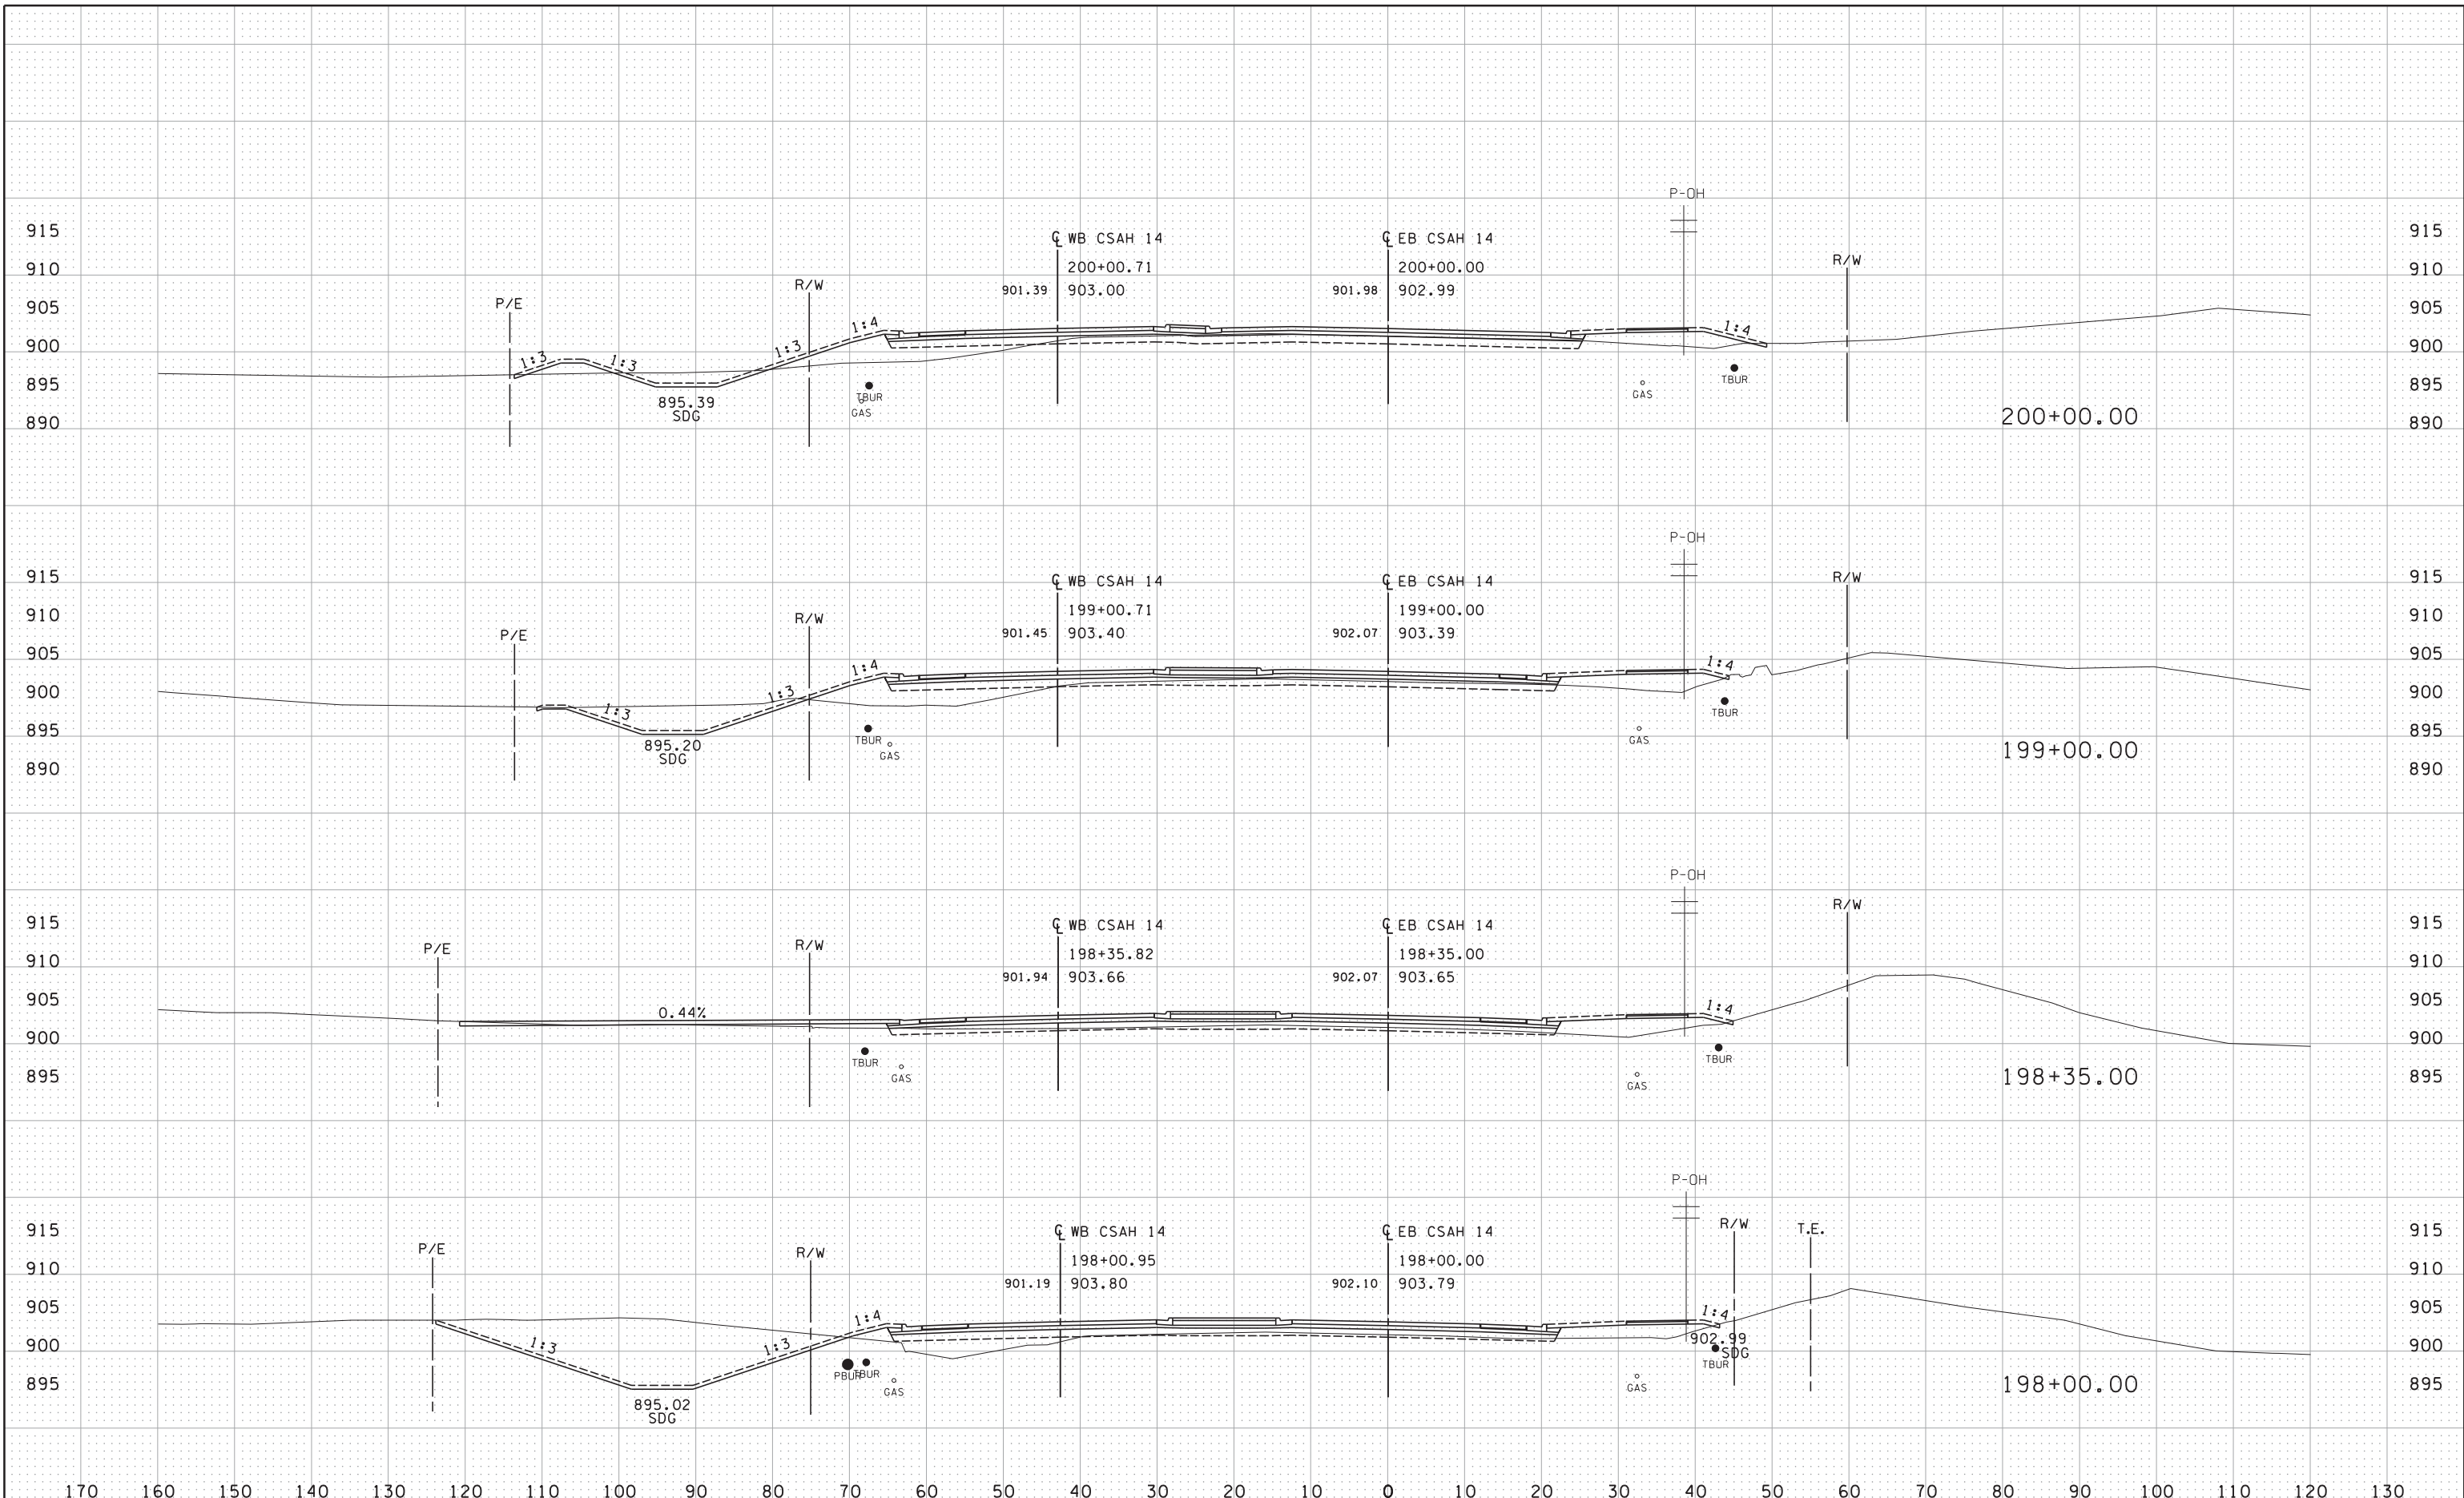 P-OH
915 ℄ WB CSAH 14 ℄ EB CSAH 14 915
910 200+00.71 200+00.00 R/W 910
R/W
901.39 903.00 901.98 902.99
905 P/E 905
1:4 1:4
900 1:3 1:3 1:3 900
895 TBUR 895
895.39 TBUR GAS
SDG GAS
890 200+00.00 890
P-OH
915 ℄ WB CSAH 14 ℄ EB CSAH 14 R/W 915
910 199+00.71 199+00.00 910
R/W
P/E 901.45 903.40 902.07 903.39
905 1:4 1:4 905
900 1:3 1:3 900
TBUR
895 TBUR GAS 895
895.20 GAS 199+00.00
SDG
890 890
P-OH
R/W
915 ℄ WB CSAH 14 ℄ EB CSAH 14 915
P/E R/W
910 198+35.82 198+35.00 910
901.94 903.66 902.07 903.65
905 0.44% 1:4 905
900 900
TBUR TBUR
895 GAS GAS 198+35.00 895
P-OH
915 ℄ WB CSAH 14 ℄ EB CSAH 14 R/W T.E. 915
P/E R/W
910 198+00.95 198+00.00 910
901.19 903.80 902.10 903.79
905 1:4 1:4 905
900 1:3 1:3 902.99 900
SDG
PBUR TBUR TBUR
895 GAS GAS 198+00.00 895
895.02
SDG
170 160 150 140 130 120 110 100 90 80 70 60 50 40 30 20 10 0 10 20 30 40 50 60 70 80 90 100 110 120 130